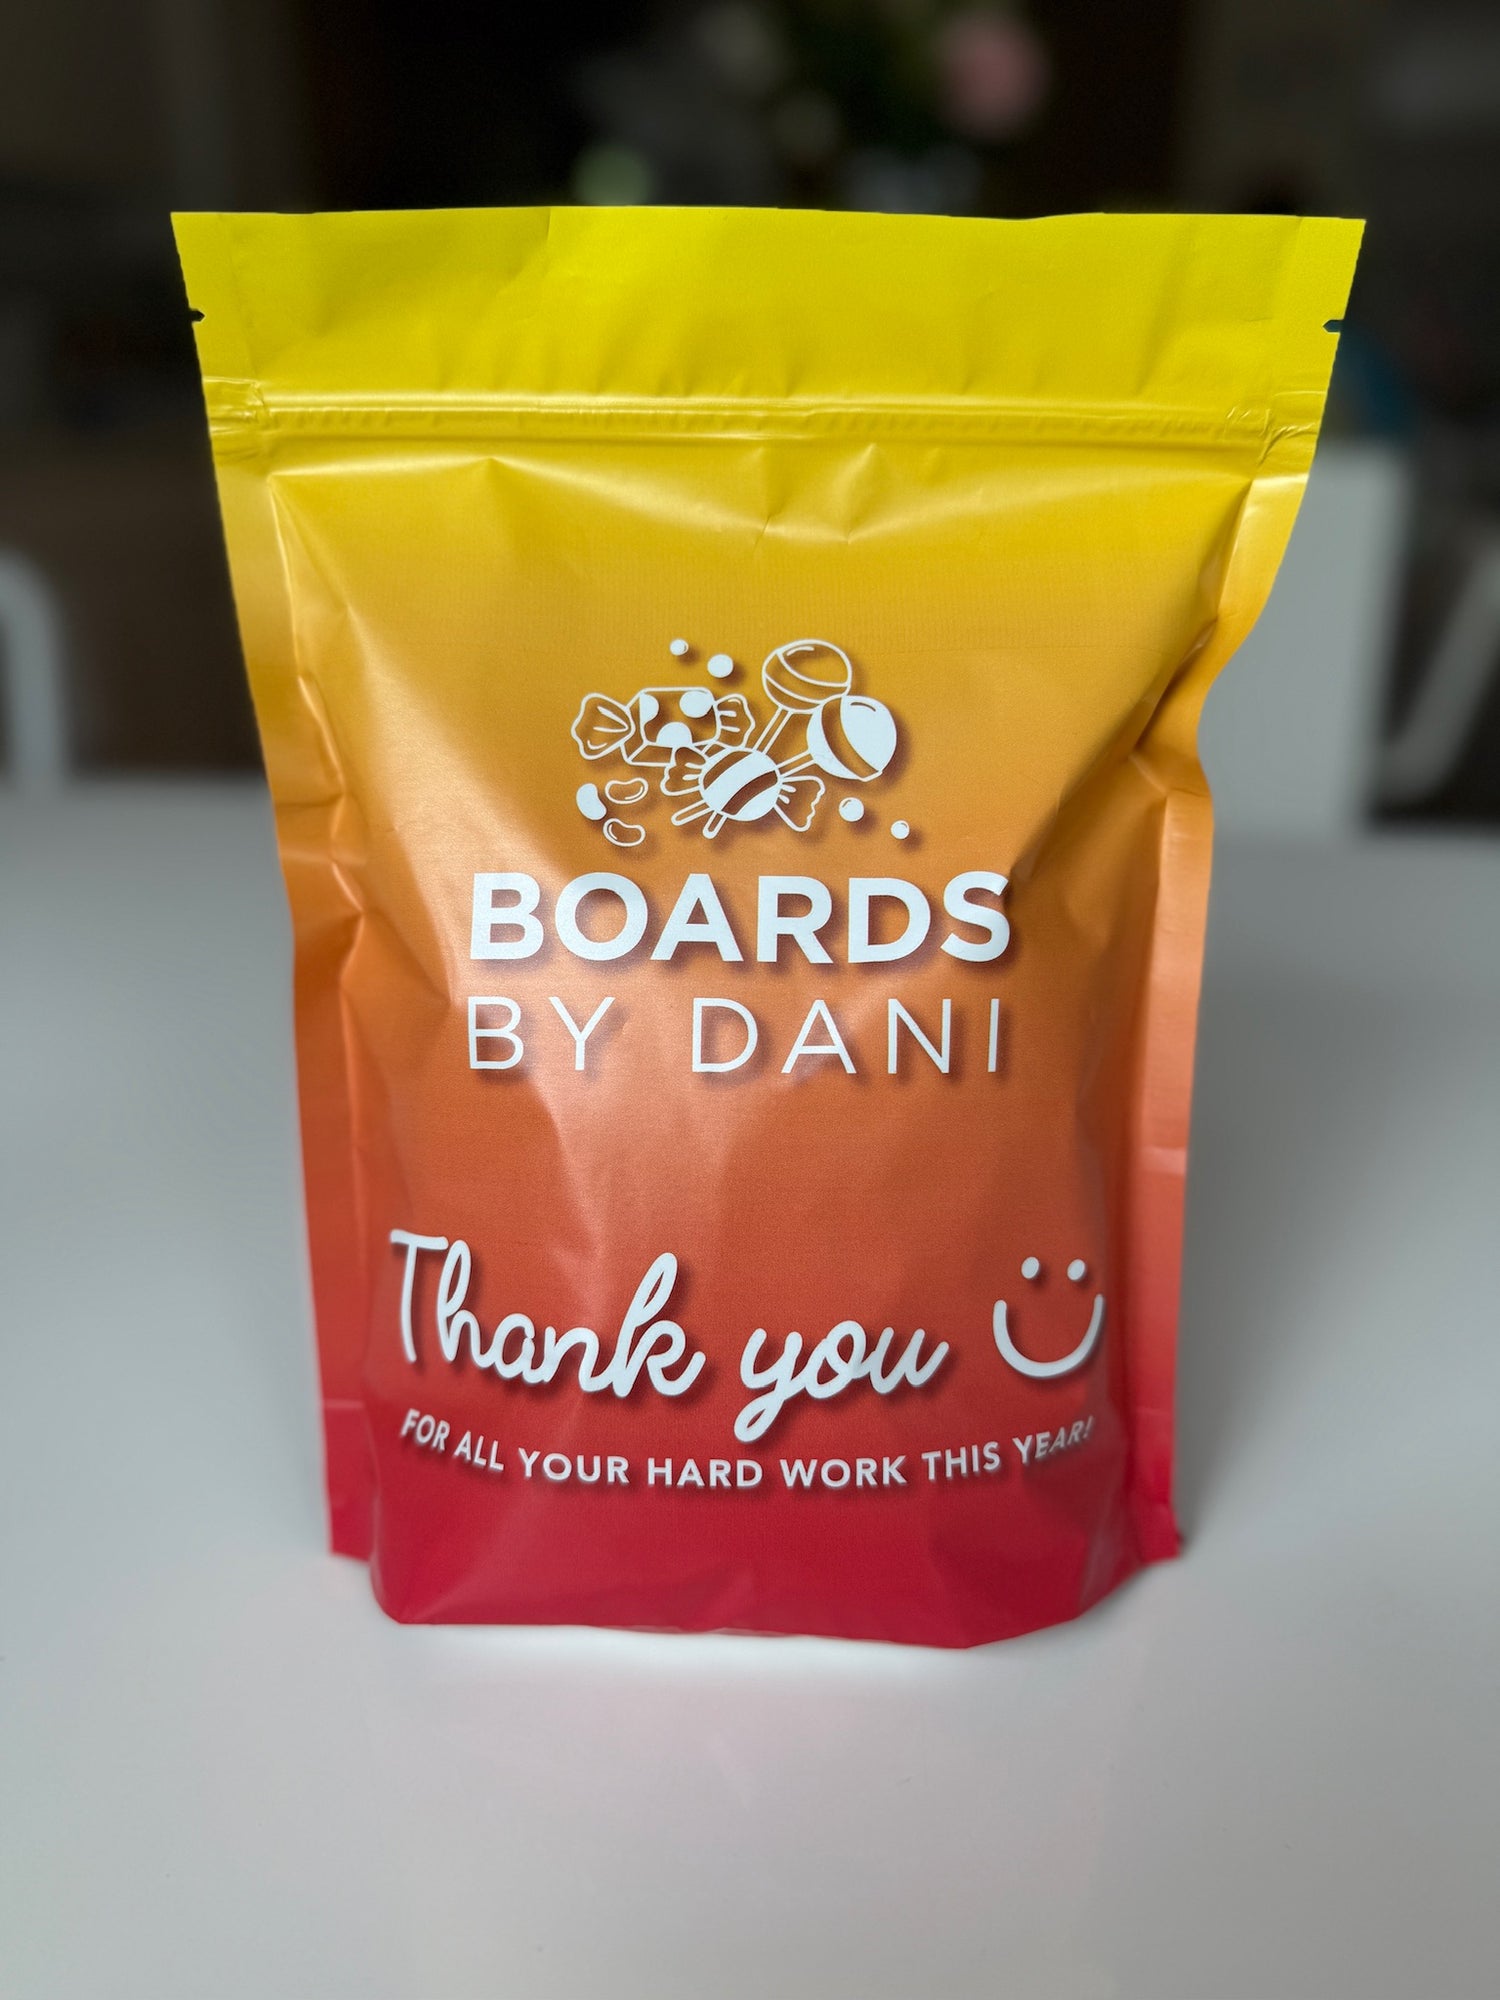 BOARDS
BY DANI
Thank you
FOR ALL YOUR HARD WORK THIS YEAR!